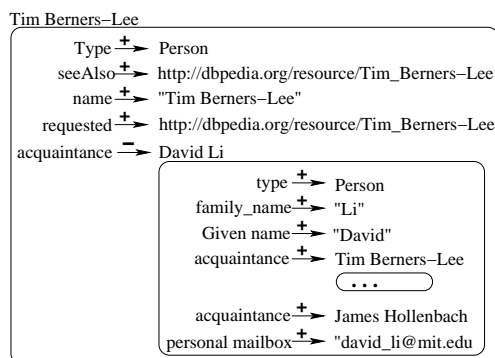 Tim Berners–Lee
Type + Person
seeAlso + http://dbpedia.org/resource/Tim_Berners–Lee
name + "Tim Berners–Lee"
requested + http://dbpedia.org/resource/Tim_Berners–Lee
acquaintance – David Li
type + Person
family_name + "Li"
Given name + "David"
acquaintance + Tim Berners–Lee
...
acquaintance + James Hollenbach
personal mailbox + "david_li@mit.edu